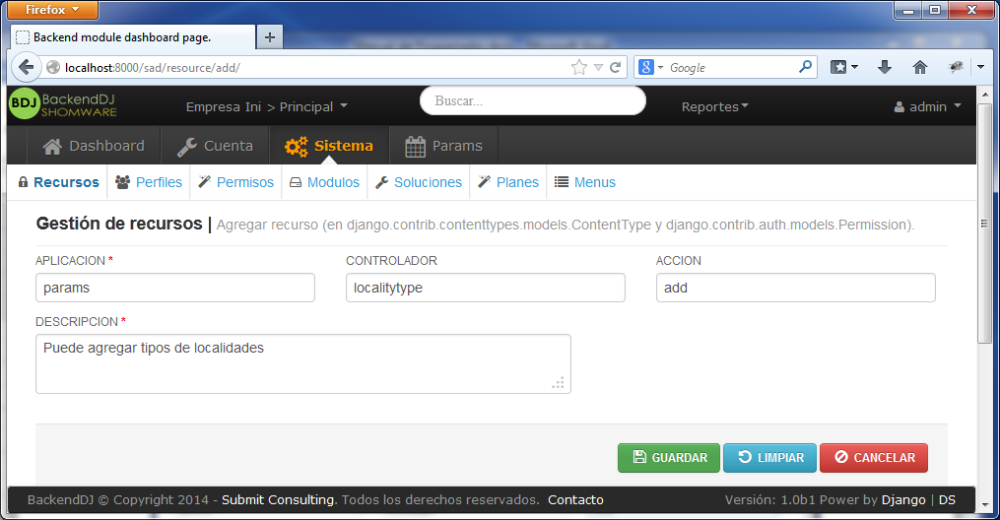 Firefox
Backend module dashboard page.
localhost:8000/sad/resource/add/
Google
BDJ BackendDJ SHOMWARE
Empresa Ini > Principal
Buscar...
Reportes
admin
Dashboard Cuenta Sistema Params
Recursos Perfiles Permisos Modulos Soluciones Planes Menus
Gestión de recursos | Agregar recurso (en django.contrib.contenttypes.models.ContentType y django.contrib.auth.models.Permission).
APLICACION * CONTROLADOR ACCION
params localitytype add
DESCRIPCION *
Puede agregar tipos de localidades
GUARDAR LIMPIAR CANCELAR
BackendDJ © Copyright 2014 - Submit Consulting. Todos los derechos reservados. Contacto Versión: 1.0b1 Power by Django | DS